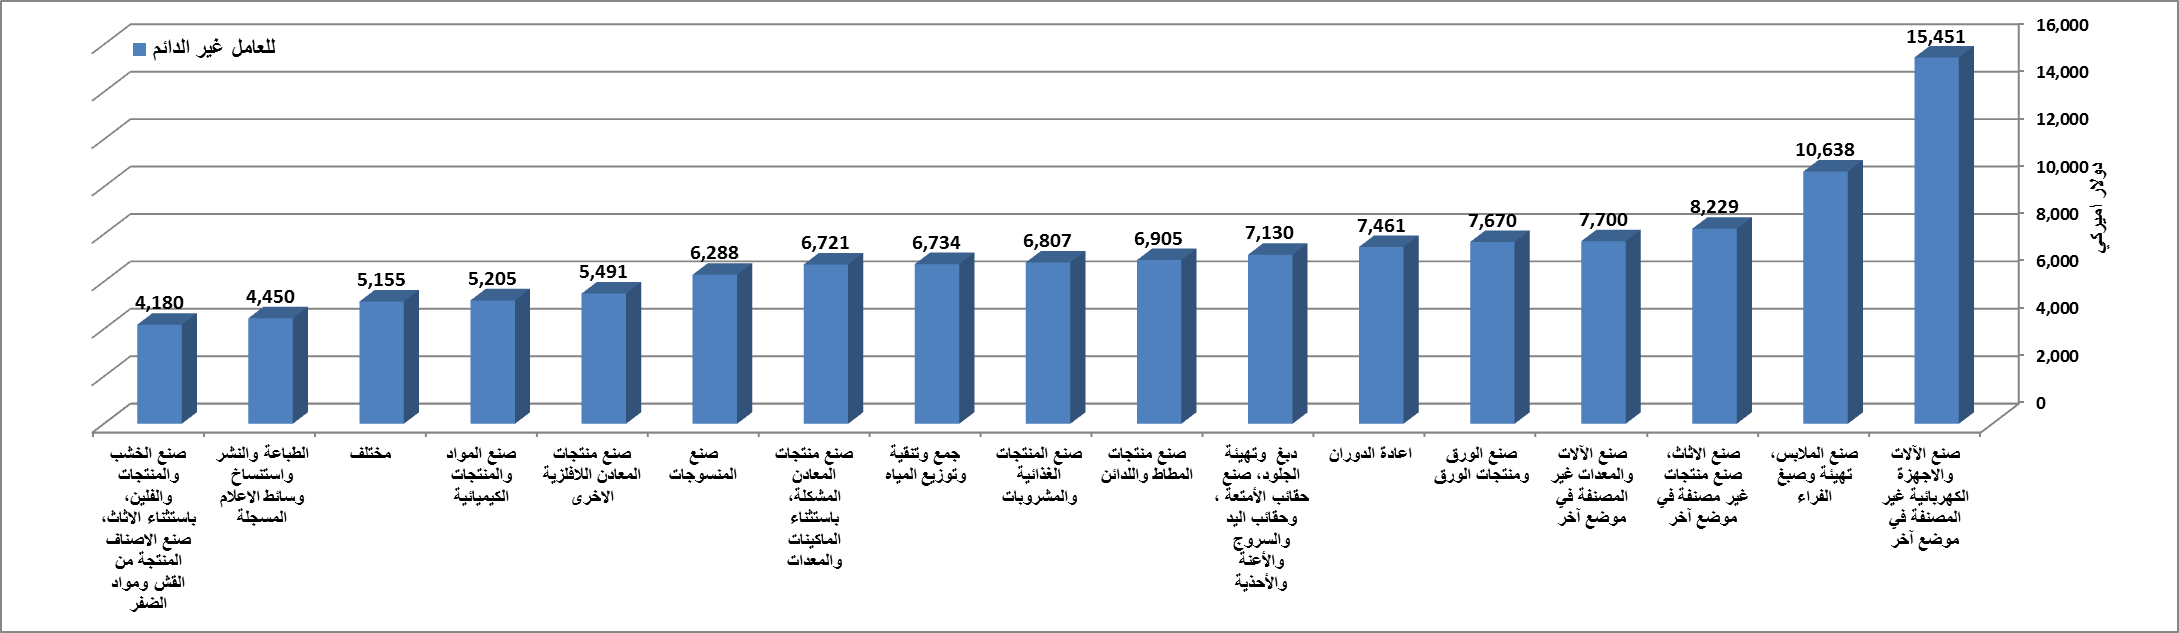 للعامل غير الدائم
16,000
14,000
12,000
10,000
8,000
6,000
4,000
2,000
0
دولار اميركي
15,451
10,638
8,229
7,700
7,670
7,461
7,130
6,905
6,807
6,734
6,721
6,288
5,491
5,205
5,155
4,450
4,180
صنع الآلات
والاجهزة
الكهربائية غير
المصنفة في
موضع آخر
صنع الملابس،
تهيئة وصبغ
الفراء
صنع الاثاث،
صنع منتجات
غير مصنفة في
موضع آخر
صنع الآلات
والمعدات غير
المصنفة في
موضع آخر
صنع الورق
ومنتجات الورق
اعادة الدوران
دبغ وتهيئة
الجلود، صنع
حقائب الأمتعة ،
وحقائب اليد
والسروج
والأعنة
والأحذية
صنع منتجات
المطاط واللدائن
صنع المنتجات
الغذائية
والمشروبات
جمع وتنقية
وتوزيع المياه
صنع منتجات
المعادن
المشكلة،
باستثناء
الماكينات
والمعدات
صنع
المنسوجات
صنع منتجات
المعادن اللافلزية
الاخرى
صنع المواد
والمنتجات
الكيميائية
مختلف
الطباعة والنشر
واستنساخ
وسائط الاعلام
المسجلة
صنع الخشب
والمنتجات
والفلين،
باستثناء الاثاث،
صنع الاصناف
المنتجة من
القش ومواد
الضفر